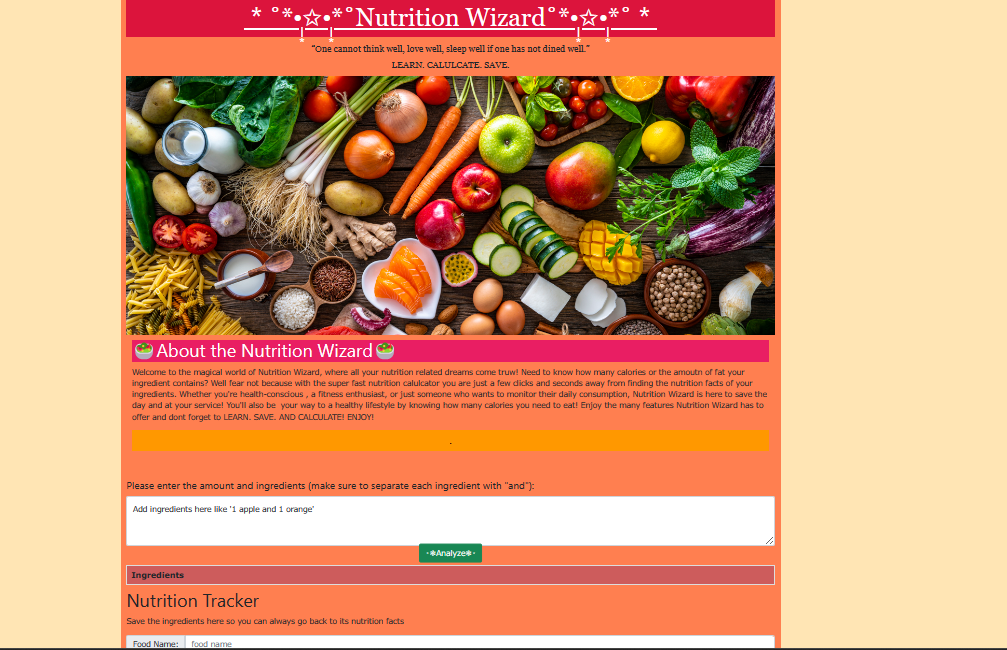 * ˚*•̩̩͙✩•̩̩͙*˚Nutrition Wizard˚*•̩̩͙✩•̩̩͙*˚ *
"One cannot think well, love well, sleep well if one has not dined well."
LEARN. CALULCATE. SAVE.
🥗About the Nutrition Wizard🥗
Welcome to the magical world of Nutrition Wizard, where all your nutrition related dreams come truw! Need to know how many calories or the amoutn of fat your
ingredient contains? Well fear not because with the super fast nutrition calulcator you are just a few clicks and seconds away from finding the nutrition facts of your
ingredients. Whether you're health-conscious , a fitness enthusiast, or just someone who wants to monitor their daily consumption, Nutrition Wizard is here to save the
day and at your service! You'll also be  your way to a healthy lifestyle by knowing how many calories you need to eat! Enjoy the many features Nutrition Wizard has to
offer and dont forget to LEARN. SAVE. AND CALCULATE! ENJOY!
.
Please enter the amount and ingredients (make sure to separate each ingredient with "and"):
Add ingredients here like '1 apple and 1 orange'
･❃Analyze❃･
Ingredients
Nutrition Tracker
Save the ingredients here so you can always go back to its nutrition facts
Food Name: food name